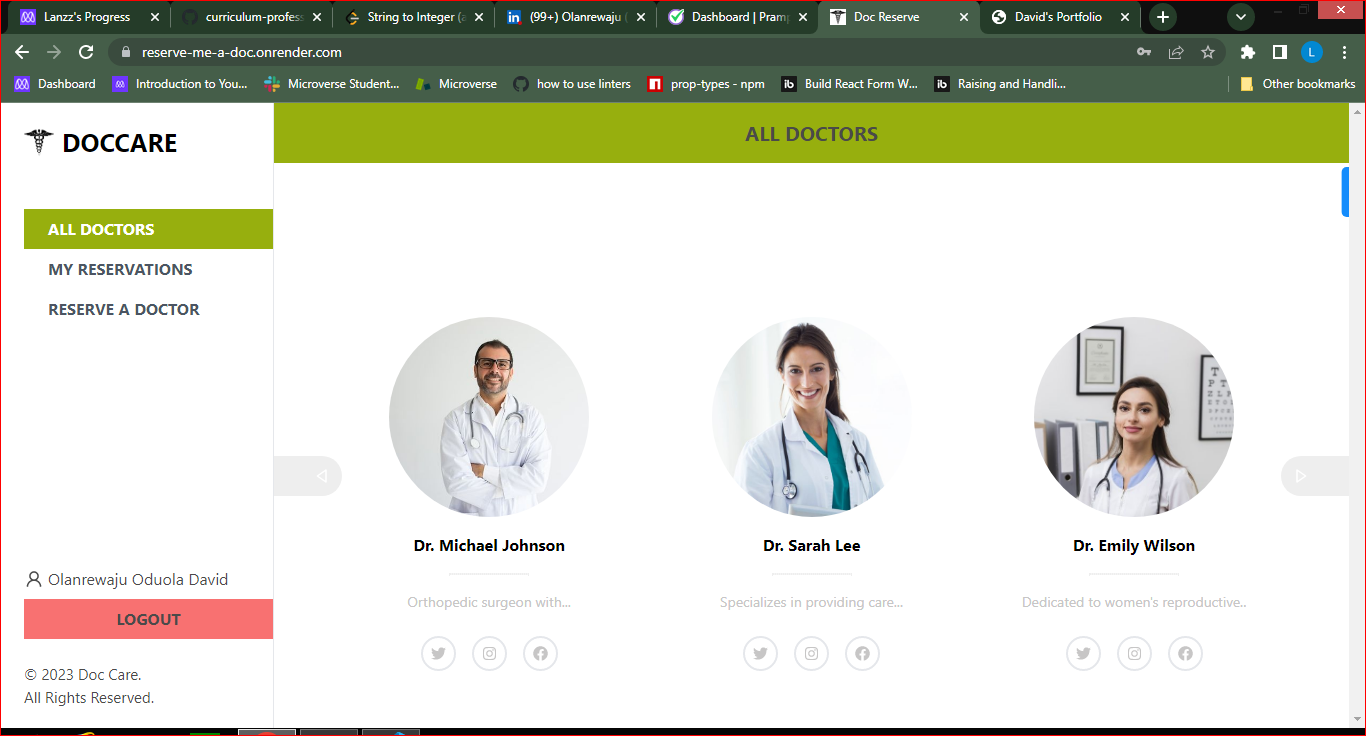 Lanzz's Progress
curriculum-profess
String to Integer (a
(99+) Olanrewaju (
Dashboard | Pramp
Doc Reserve
David's Portfolio
reserve-me-a-doc.onrender.com
L
Dashboard
Introduction to You...
Microverse Student...
Microverse
how to use linters
prop-types - npm
Build React Form W...
Raising and Handli...
Other bookmarks
DOCCARE
ALL DOCTORS
ALL DOCTORS
MY RESERVATIONS
RESERVE A DOCTOR
Dr. Michael Johnson
Dr. Sarah Lee
Dr. Emily Wilson
Orthopedic surgeon with...
Specializes in providing care...
Dedicated to women's reproductive..
Olanrewaju Oduola David
LOGOUT
© 2023 Doc Care.
All Rights Reserved.